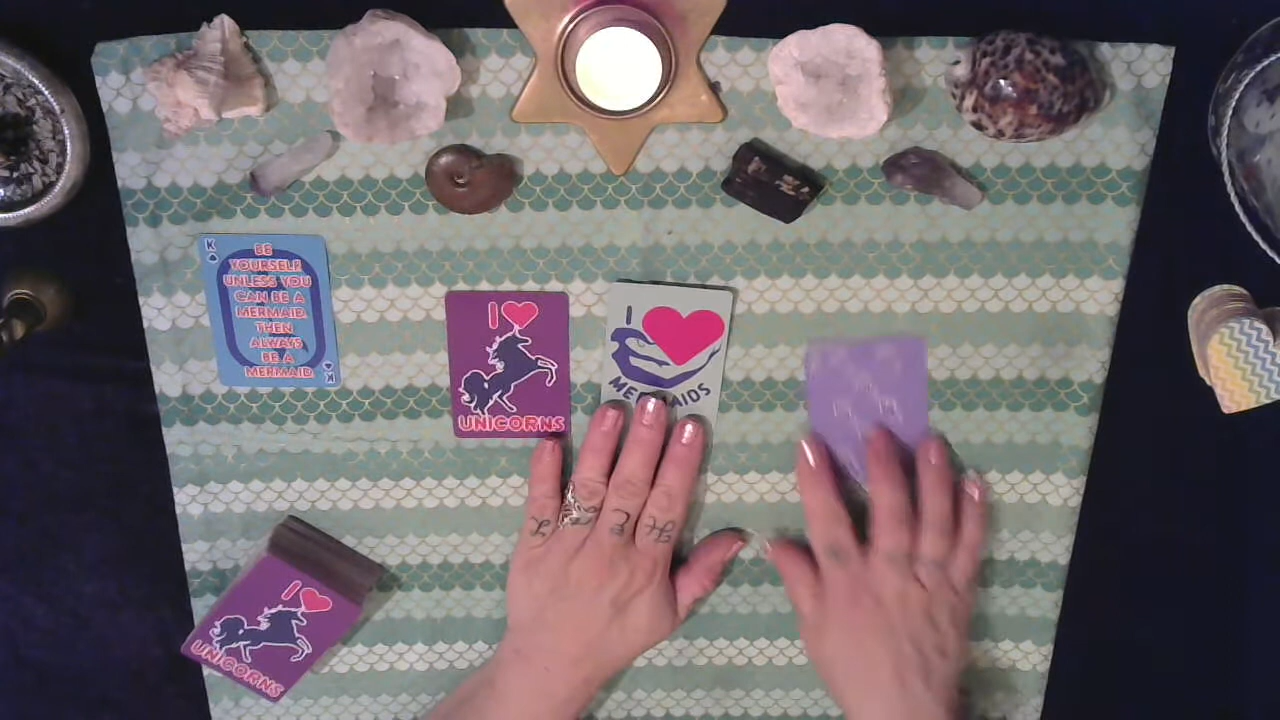 K
BE
YOURSELF
UNLESS YOU
CAN BE A
MERMAID.
THEN
ALWAYS
BE A
MERMAID
K
I
UNICORNS
I
MERMAIDS
I
UNICORNS